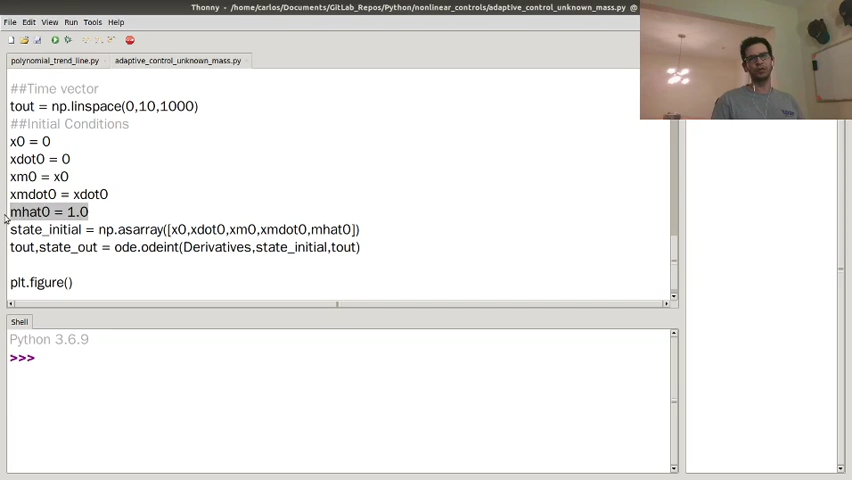 Thonny - /home/carlos/Documents/GitLab_Repos/Python/nonlinear_controls/adaptive_control_unknown_mass.py @
File Edit View Run Tools Help
polynomial_trend_line.py adaptive_control_unknown_mass.py
##Time vector
tout = np.linspace(0,10,1000)
##Initial Conditions
x0 = 0
xdot0 = 0
xm0 = x0
xmdot0 = xdot0
mhat0 = 1.0
state_initial = np.asarray([x0,xdot0,xm0,xmdot0,mhat0])
tout,state_out = ode.odeint(Derivatives,state_initial,tout)
plt.figure()
Shell
Python 3.6.9
>>>